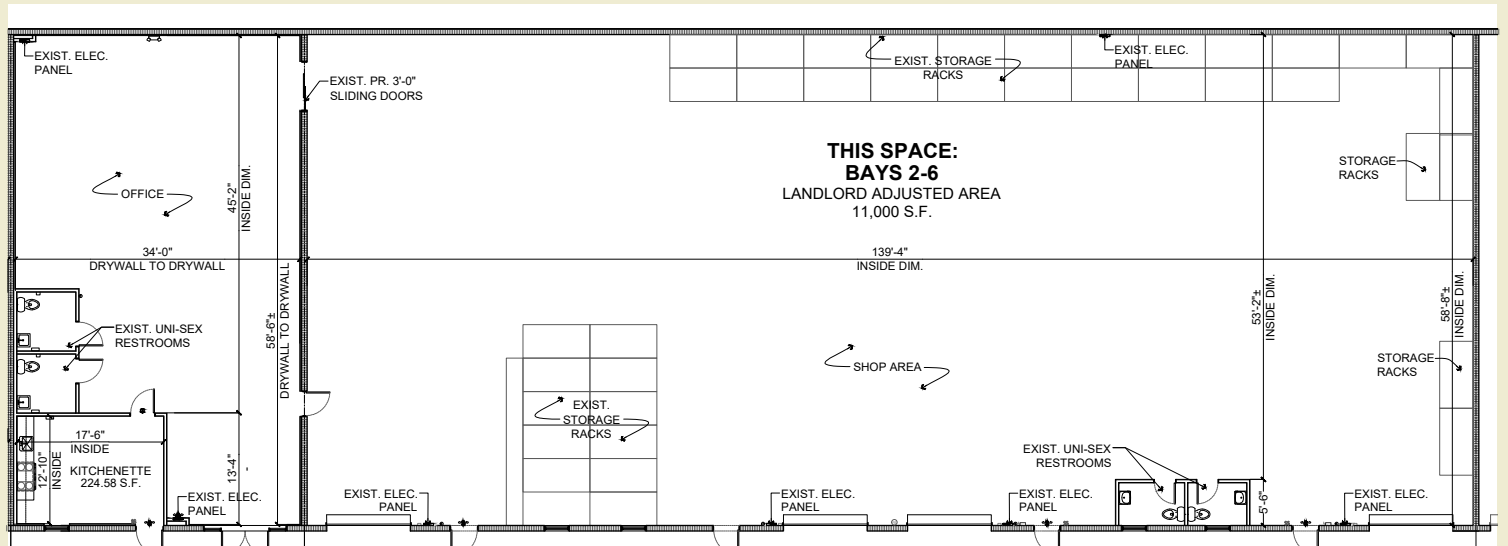 EXIST. ELEC.
PANEL
EXIST. PR. 3'-0"
SLIDING DOORS
EXIST. STORAGE
RACKS
EXIST. ELEC.
PANEL
THIS SPACE:
BAYS 2-6
LANDLORD ADJUSTED AREA
11,000 S.F.
STORAGE
RACKS
OFFICE
45'-2"
INSIDE DIM.
34'-0"
DRYWALL TO DRYWALL
139'-4"
INSIDE DIM.
58'-6"±
DRYWALL TO DRYWALL
53'-2"±
INSIDE DIM.
58'-8"±
INSIDE DIM.
EXIST. UNI-SEX
RESTROOMS
SHOP AREA
STORAGE
RACKS
EXIST.
STORAGE
RACKS
17'-6"
INSIDE
12'-10"
INSIDE
KITCHENETTE
224.58 S.F.
13'-4"
EXIST. UNI-SEX
RESTROOMS
EXIST. ELEC.
PANEL
EXIST. ELEC.
PANEL
EXIST. ELEC.
PANEL
EXIST. ELEC.
PANEL
5'-6"
EXIST. ELEC.
PANEL